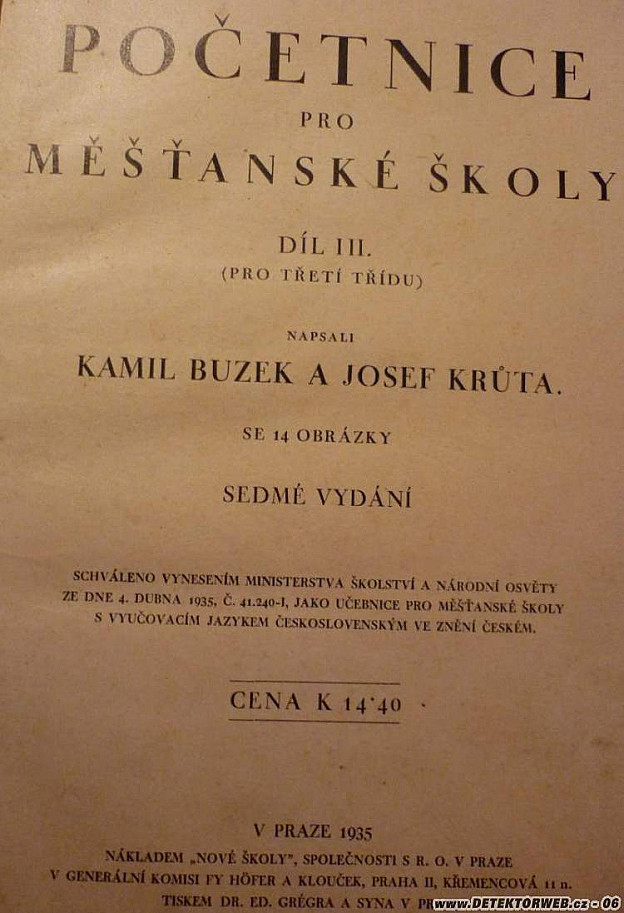 POČETNICE
PRO
MĚŠŤANSKÉ ŠKOLY
DÍL III.
(PRO TŘETÍ TŘÍDU)
NAPSALI
KAMIL BUZEK A JOSEF KRŮTA.
SE 14 OBRÁZKY
SEDMÉ VYDÁNÍ
SCHVÁLENO VYNESENÍM MINISTERSTVA ŠKOLSTVÍ A NÁRODNÍ OSVĚTY
ZE DNE 4. DUBNA 1935, Č. 41.240-I, JAKO UČEBNICE PRO MĚŠŤANSKÉ ŠKOLY
S VYUČOVACÍM JAZYKEM ČESKOSLOVENSKÝM VE ZNĚNÍ ČESKÉM.
CENA K 14·40
V PRAZE 1935
NÁKLADEM „NOVÉ ŠKOLY", SPOLEČNOSTI S R. O. V PRAZE
V GENERÁLNÍ KOMISI FY HÖFER A KLOUČEK, PRAHA II, KŘEMENCOVÁ 11 n.
TISKEM DR. ED. GRÉGRA A SYNA V
www.DETEKTORWEB.cz - 06